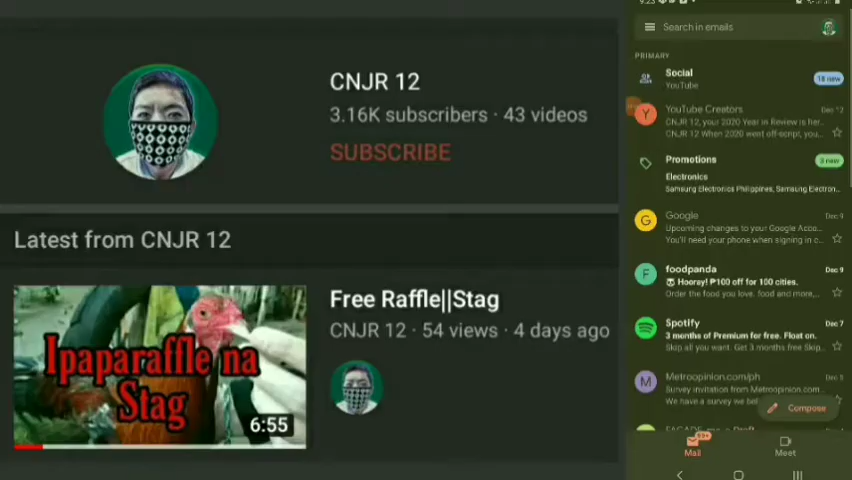 CNJR 12
3.16K subscribers · 43 videos
SUBSCRIBE
Latest from CNJR 12
Ipaparaffle na
Stag
6:55
Free Raffle||Stag
CNJR 12 · 54 views · 4 days ago
Search in emails
PRIMARY
Social
18 new
YouTube
Y
YouTube Creators
Dec 12
CNJR 12, your 2020 Year in Review is her..
CNJR 12 When 2020 went off-script, you...
Promotions
3 new
Electronics
Samsung Electronics Philippines, Samsung Electron...
G
Google
Dec 9
Upcoming changes to your Google Acco...
You'll need your phone when signing in c...
F
foodpanda
Dec 9
Hooray! ₱100 off for 100 cities.
Order the food you love. food and more,...
Spotify
Dec 7
3 months of Premium for free. Float on.
Skip all you want. Get 3 months free Skip...
M
Metroopinion.com/ph
Survey invitation from Metroopinion.com
We have a survey we bel
Compose
99+
Mail
Meet